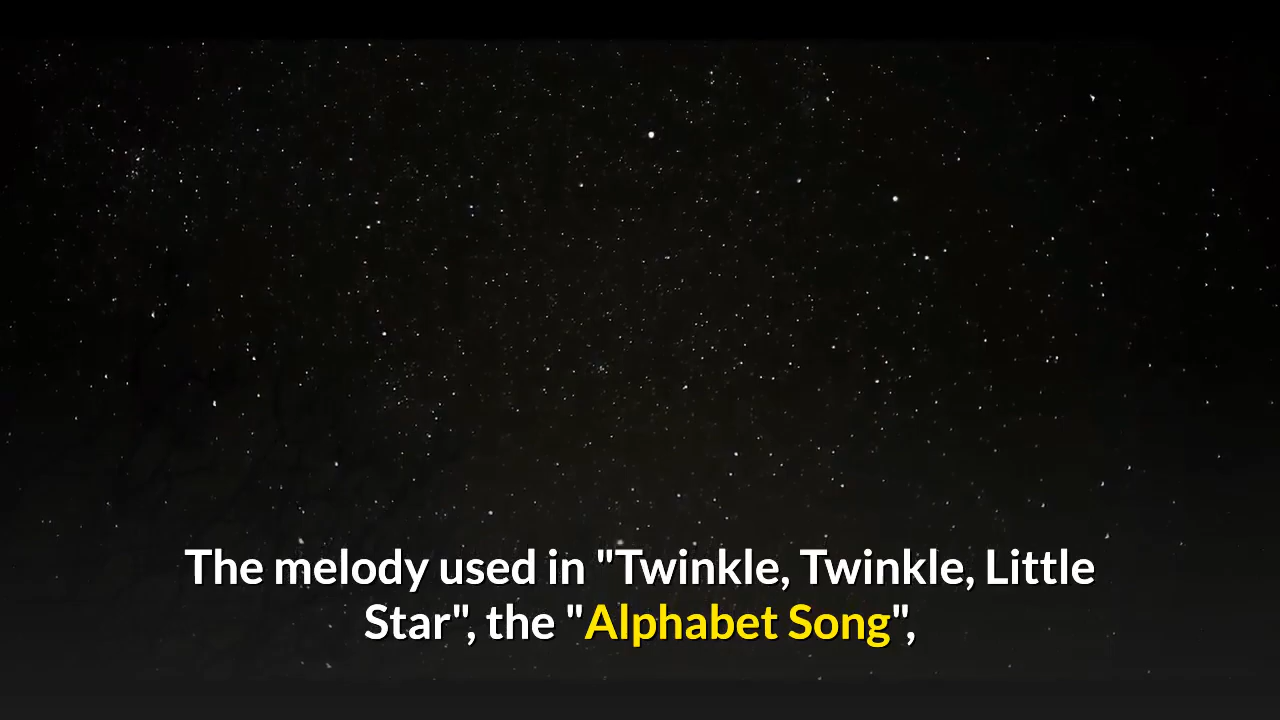 The melody used in "Twinkle, Twinkle, Little
Star", the "Alphabet Song",